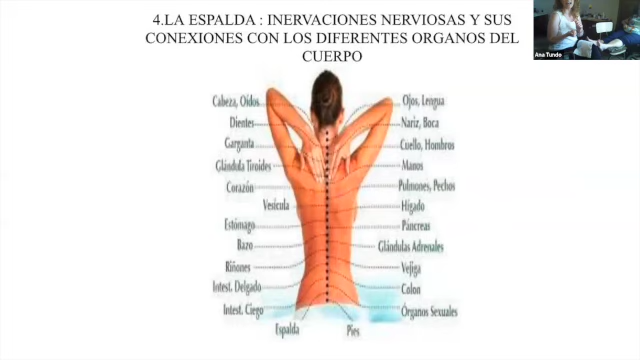 4.LA ESPALDA : INERVACIONES NERVIOSAS Y SUS
CONEXIONES CON LOS DIFERENTES ORGANOS DEL
CUERPO
Ana Tundo
Cabeza, Oídos
Ojos, Lengua
Dientes
Nariz, Boca
Garganta
Cuello, Hombros
Glándula Tiroides
Manos
Corazón
Pulmones, Pechos
Vesícula
Hígado
Estómago
Páncreas
Bazo
Glándulas Adrenales
Riñones
Vejiga
Intest. Delgado
Colon
Intest. Ciego
Órganos Sexuales
Espalda
Pies